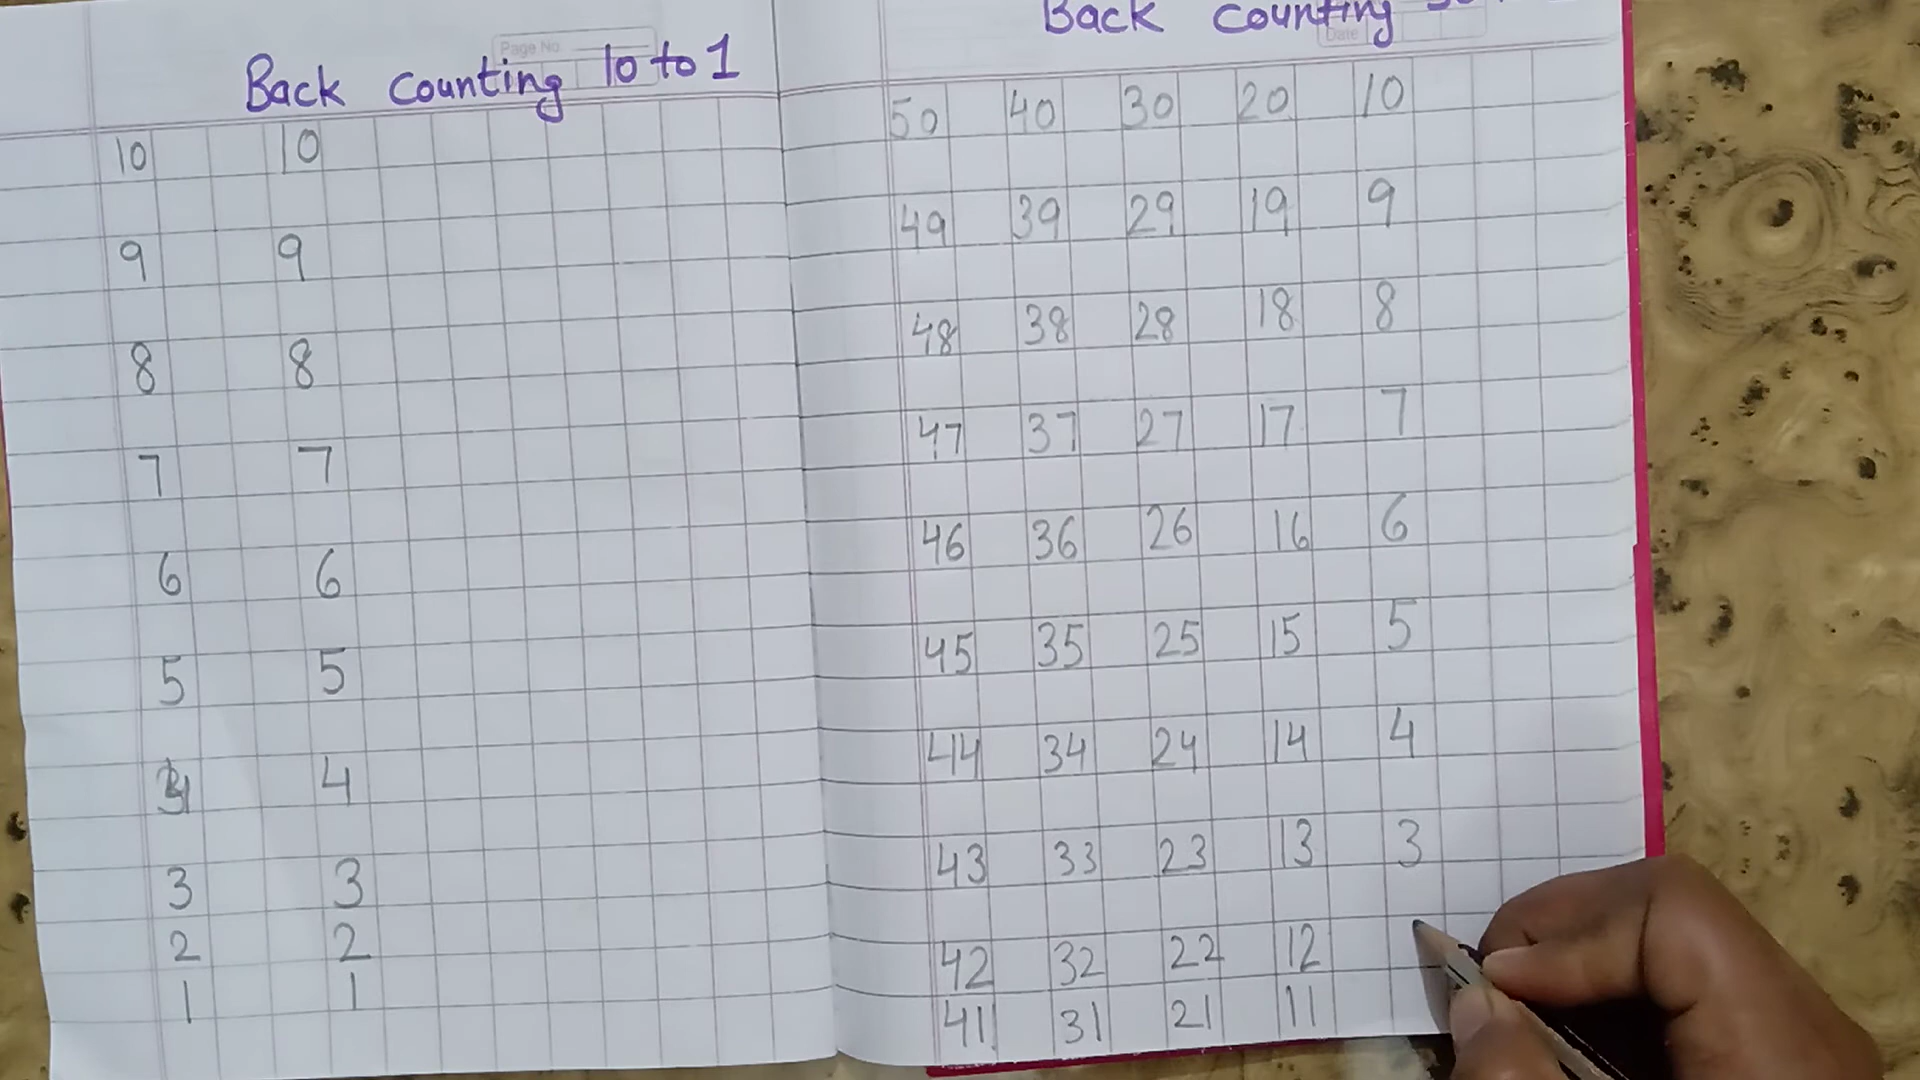 Page No
Back counting 10 to 1
10 10
9 9
8 8
7 7
6 6
5 5
4
3 3
2 2
1 1
Back counting
Date
50 40 30 20 10
49 39 29 19 9
48 38 28 18 8
47 37 27 17 7
46 36 26 16 6
45 35 25 15 5
44 34 24 14 4
43 33 23 13 3
42 32 22 12
41 31 21 11